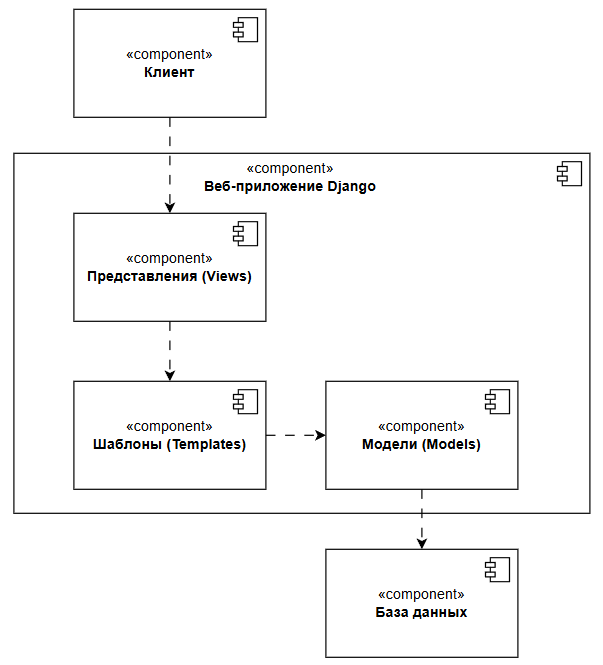 «component»
Клиент
«component»
Веб-приложение Django
«component»
Представления (Views)
«component»
Шаблоны (Templates)
«component»
Модели (Models)
«component»
База данных